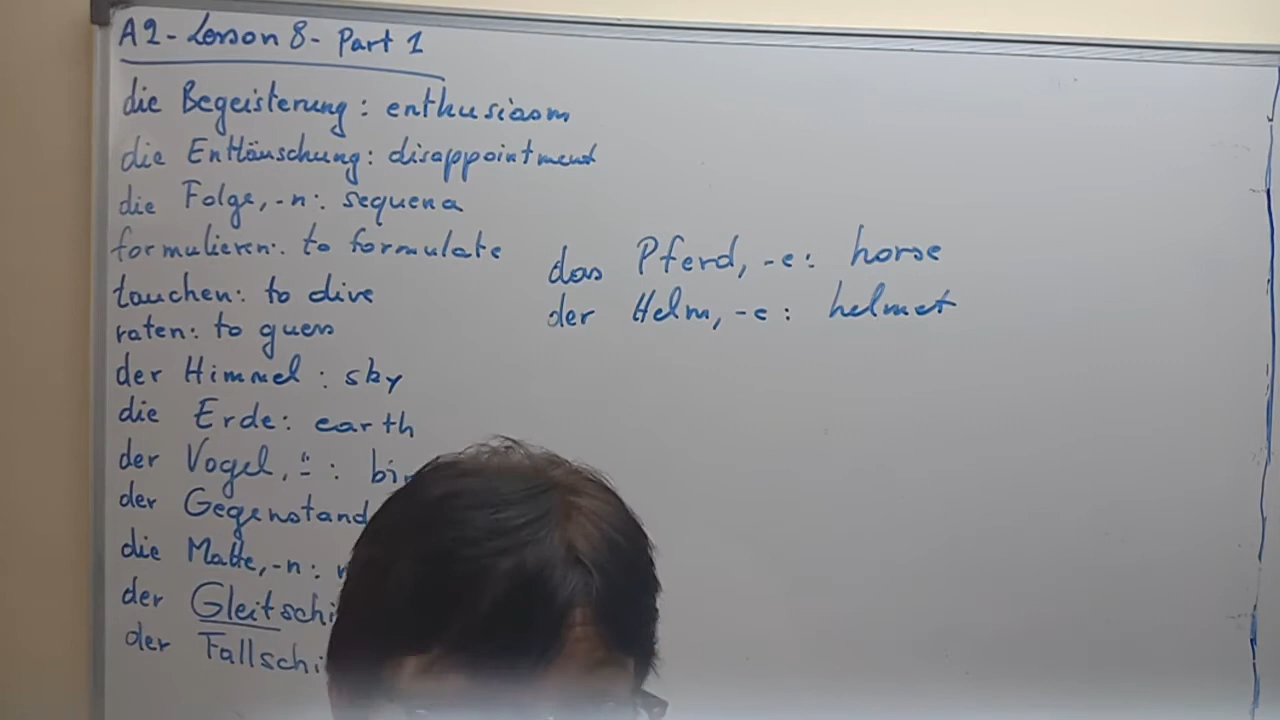 A2 - Lesson 8 - Part 1
die Begeisterung: enthusiasm
die Enttäuschung: disappointment
die Folge, -n: sequence
formulieren: to formulate
tauchen: to dive
raten: to guess
der Himmel: sky
die Erde: earth
der Vogel, ⸚:
der Gegenstand
die Matte, -n:
der
der
das Pferd, -e: horse
der Helm, -e: helmet